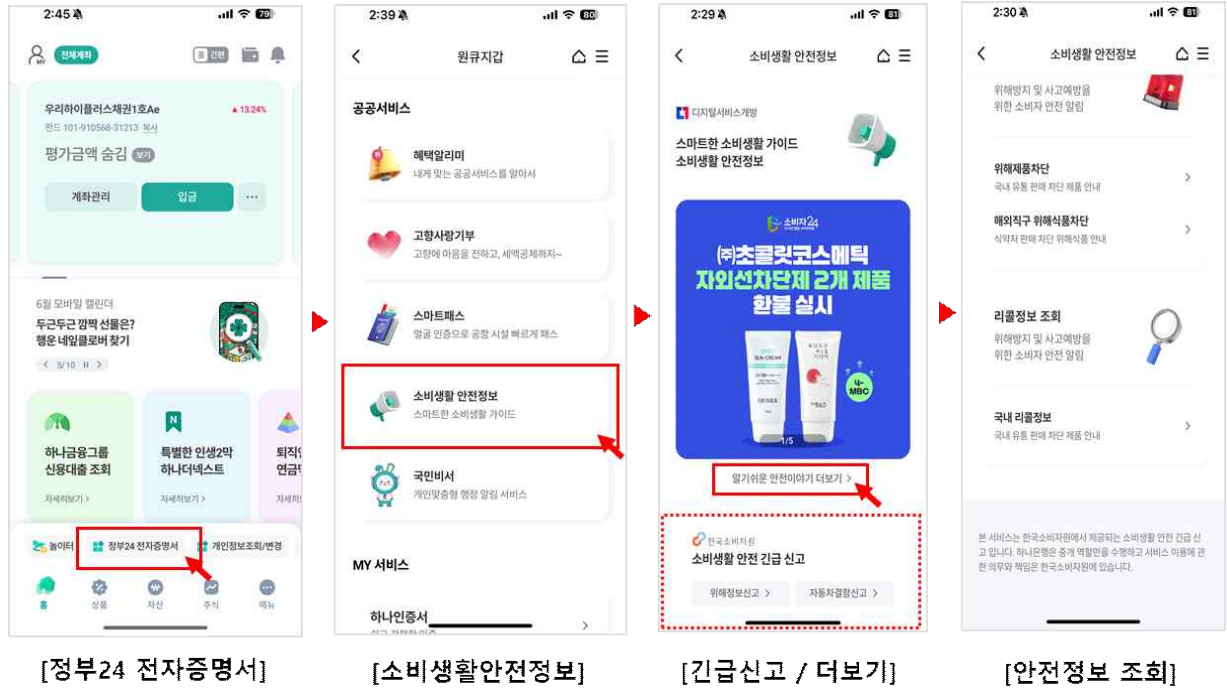 2:45
79
전체계좌
홈 간편
우리하이플러스채권1호Ae
▲ 13.24%
펀드 101-910568-31213 복사
평가금액 숨김 보기
계좌관리
입금
···
6월 모바일 캘린더
두근두근 깜짝 선물은?
행운 네잎클로버 찾기
< 5/10 II >
하나금융그룹
신용대출 조회
자세히보기 >
N
특별한 인생2막
하나더넥스트
자세히보기 >
놀이터
정부24 전자증명서
개인정보조회/변경
홈
상품
자산
주식
메뉴
[정부24 전자증명서]
2:39
80
원큐지갑
공공서비스
혜택알리미
내게 맞는 공공서비스를 알아서
고향사랑기부
고향에 마음을 전하고, 세액공제까지~
스마트패스
얼굴 인증으로 공항 시설 빠르게 패스
소비생활 안전정보
스마트한 소비생활 가이드
국민비서
개인맞춤형 행정 알림 서비스
MY 서비스
하나인증서
[소비생활안전정보]
2:29
81
소비생활 안전정보
디지털서비스개방
스마트한 소비생활 가이드
소비생활 안전정보
소비자24
㈜초콜릿코스메틱
자외선차단제 2개 제품
환불 실시
SUN CREAM
4-
MBC
1/5
알기쉬운 안전이야기 더보기 >
한국소비자원
소비생활 안전 긴급 신고
위해정보신고 >
자동차결함신고 >
[긴급신고 / 더보기]
2:30
81
소비생활 안전정보
위해방지 및 사고예방을
위한 소비자 안전 알림
위해제품차단
국내 유통 판매 차단 제품 안내
해외직구 위해식품차단
식약처 판매 차단 위해식품 안내
리콜정보 조회
위해방지 및 사고예방을
위한 소비자 안전 알림
국내 리콜정보
국내 유통 판매 차단 제품 안내
본 서비스는 한국소비자원에서 제공되는 소비생활 안전 긴급 신
고 입니다. 하나은행은 중개 역할만을 수행하고 서비스 이용에 관
한 의무와 책임은 한국소비자원에 있습니다.
[안전정보 조회]